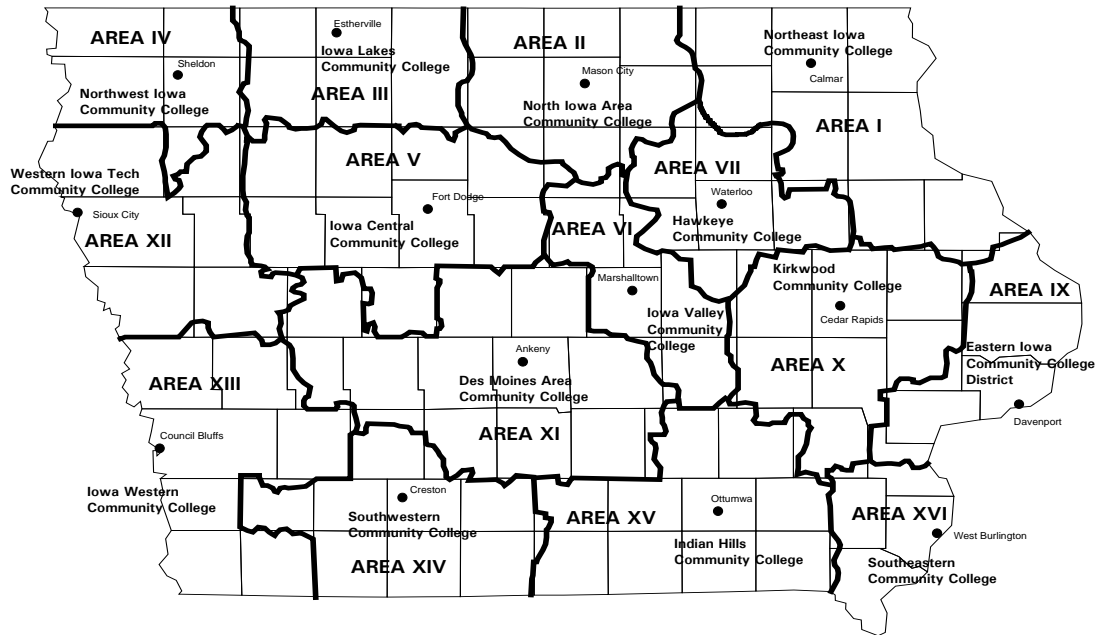 AREA IV
Sheldon
Northwest Iowa
Community College
Estherville
Iowa Lakes
Community College
AREA III
AREA II
Mason City
North Iowa Area
Community College
Northeast Iowa
Community College
Calmar
AREA I
Western Iowa Tech
Community College
Sioux City
AREA XII
AREA V
Fort Dodge
Iowa Central
Community College
AREA VI
Marshalltown
Iowa Valley
Community
College
AREA VII
Waterloo
Hawkeye
Community College
Kirkwood
Community College
Cedar Rapids
AREA X
AREA IX
Eastern Iowa
Community College
District
Davenport
AREA XIII
Council Bluffs
Iowa Western
Community College
Ankeny
Des Moines Area
Community College
AREA XI
Creston
Southwestern
Community College
AREA XIV
AREA XV
Ottumwa
Indian Hills
Community College
AREA XVI
West Burlington
Southeastern
Community College